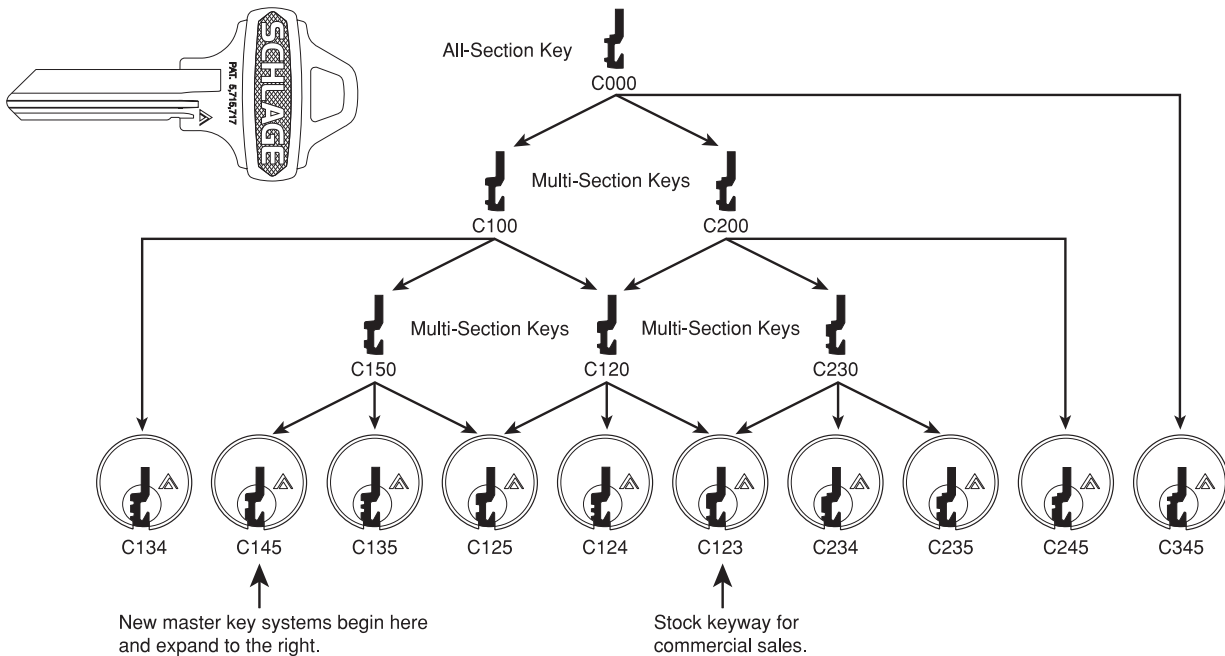 SCHLAGE
PAT. 5,715,717
All-Section Key
C000
Multi-Section Keys
C100
C200
Multi-Section Keys
Multi-Section Keys
C150
C120
C230
C134
C145
C135
C125
C124
C123
C234
C235
C245
C345
New master key systems begin here
and expand to the right.
Stock keyway for
commercial sales.